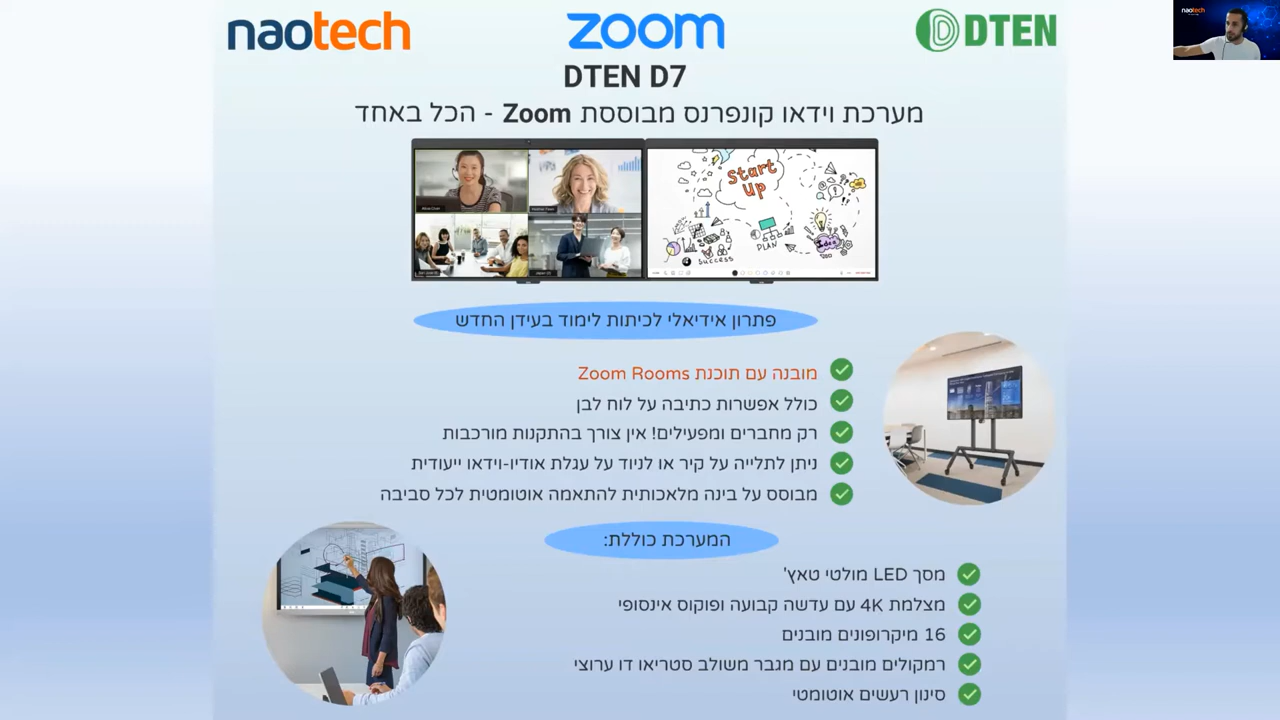 naotech
zoom
DTEN
naotech
DTEN D7
מערכת וידאו קונפרנס מבוססת Zoom - הכל באחד
Start up
PLAN
Idea
SUCCESS
פתרון אידיאלי לכיתות לימוד בעידן החדש
מובנה עם תוכנת Zoom Rooms
כולל אפשרות כתיבה על לוח לבן
רק מחברים ומפעילים! אין צורך בהתקנות מורכבות
ניתן לתלייה על קיר או לניוד על עגלת אודיו-וידאו ייעודית
מבוסס על בינה מלאכותית להתאמה אוטומטית לכל סביבה
המערכת כוללת:
מסך LED מולטי טאץ'
מצלמת 4K עם עדשה קבועה ופוקוס אינסופי
16 מיקרופונים מובנים
רמקולים מובנים עם מגבר משולב סטריאו דו ערוצי
סינון רעשים אוטומטי